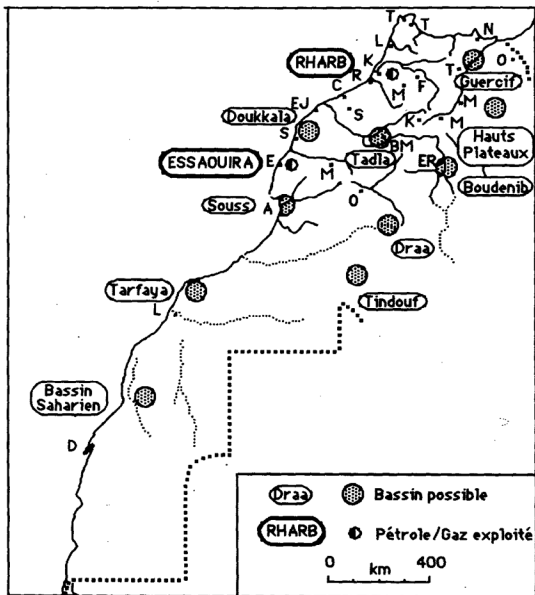 T
T
N
L
K
RHARB
R
O
T
F
Guercif
C
M
EJ
S
M
Doukkala
K
M
S
Hauts
Plateaux
BM
Tadla
ESSAOUIRA
E
M
ER
Boudenib
Souss
A
O
Draa
Tarfaya
Tindouf
L
Bassin
Saharien
D
Draa
Bassin possible
RHARB
Pétrole/Gaz exploité
0
400
km